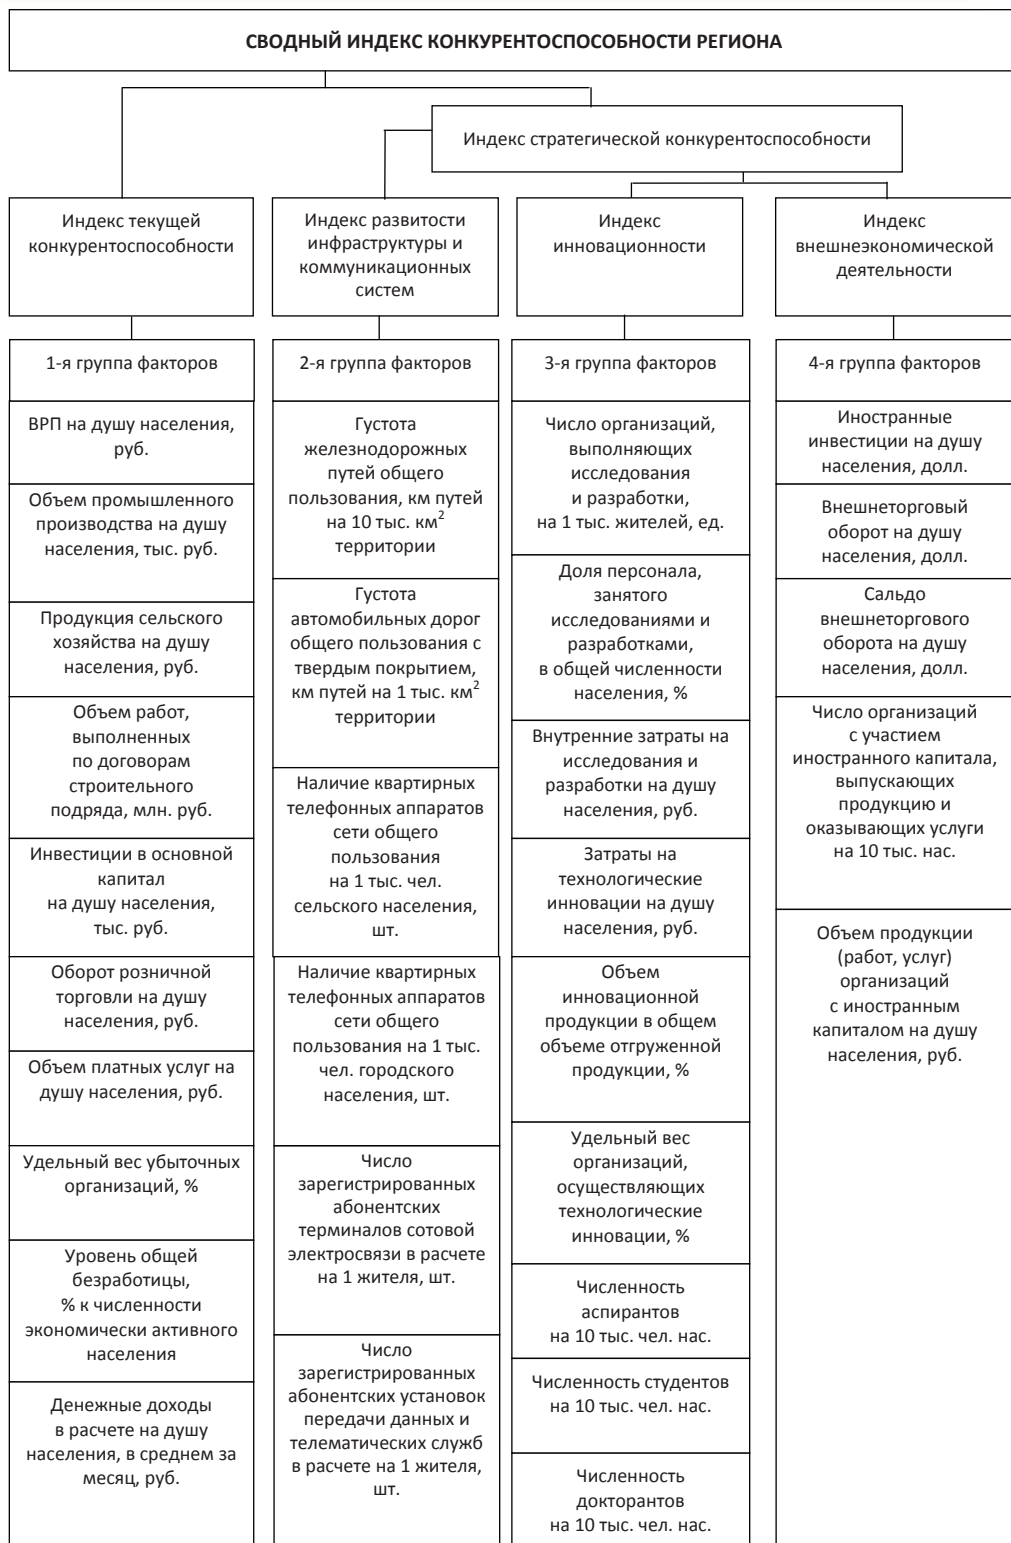 СВОДНЫЙ ИНДЕКС КОНКУРЕНТОСПОСОБНОСТИ РЕГИОНА
Индекс стратегической конкурентоспособности
Индекс текущей
конкурентоспособности
Индекс развитости
инфраструктуры и
коммуникационных
систем
Индекс
инновационности
Индекс
внешнеэкономической
деятельности
1-я группа факторов
ВРП на душу населения,
руб.
Объем промышленного
производства на душу
населения, тыс. руб.
Продукция сельского
хозяйства на душу
населения, руб.
Объем работ,
выполненных
по договорам
строительного
подряда, млн. руб.
Инвестиции в основной
капитал
на душу населения,
тыс. руб.
Оборот розничной
торговли на душу
населения, руб.
Объем платных услуг на
душу населения, руб.
Удельный вес убыточных
организаций, %
Уровень общей
безработицы,
% к численности
экономически активного
населения
Денежные доходы
в расчете на душу
населения, в среднем за
месяц, руб.
2-я группа факторов
Густота
железнодорожных
путей общего
пользования, км путей
на 10 тыс. км²
территории
Густота
автомобильных дорог
общего пользования с
твердым покрытием,
км путей на 1 тыс. км²
территории
Наличие квартирных
телефонных аппаратов
сети общего
пользования
на 1 тыс. чел.
сельского населения,
шт.
Наличие квартирных
телефонных аппаратов
сети общего
пользования на 1 тыс.
чел. городского
населения, шт.
Число
зарегистрированных
абонентских
терминалов сотовой
электросвязи в расчете
на 1 жителя, шт.
Число
зарегистрированных
абонентских установок
передачи данных и
телематических служб
в расчете на 1 жителя,
шт.
3-я группа факторов
Число организаций,
выполняющих
исследования
и разработки,
на 1 тыс. жителей, ед.
Доля персонала,
занятого
исследованиями и
разработками,
в общей численности
населения, %
Внутренние затраты на
исследования и
разработки на душу
населения, руб.
Затраты на
технологические
инновации на душу
населения, руб.
Объем
инновационной
продукции в общем
объеме отгруженной
продукции, %
Удельный вес
организаций,
осуществляющих
технологические
инновации, %
Численность
аспирантов
на 10 тыс. чел. нас.
Численность студентов
на 10 тыс. чел. нас.
Численность
докторантов
на 10 тыс. чел. нас.
4-я группа факторов
Иностранные
инвестиции на душу
населения, долл.
Внешнеторговый
оборот на душу
населения, долл.
Сальдо
внешнеторгового
оборота на душу
населения, долл.
Число организаций
с участием
иностранного капитала,
выпускающих
продукцию и
оказывающих услуги
на 10 тыс. нас.
Объем продукции
(работ, услуг)
организаций
с иностранным
капиталом на душу
населения, руб.